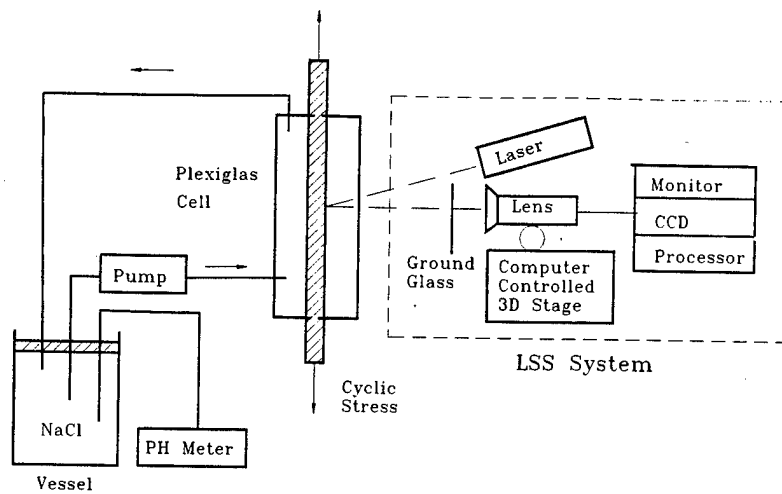 Plexiglas
Cell
Laser
Monitor
Lens
CCD
Processor
Ground
Glass
Computer
Controlled
3D Stage
Pump
LSS System
Cyclic
Stress
NaCl
PH Meter
Vessel